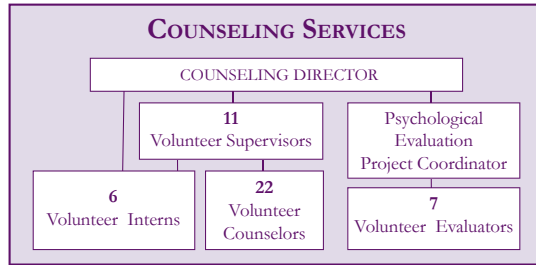 COUNSELING SERVICES
COUNSELING DIRECTOR
11
Volunteer Supervisors
Psychological
Evaluation
Project Coordinator
6
Volunteer Interns
22
Volunteer
Counselors
7
Volunteer Evaluators